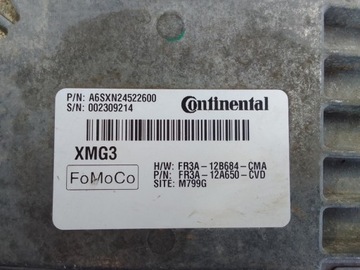 P/N: A6SXN24522600
S/N: 002309214
Continental
XMG3
FoMoCo
H/W: FR3A-12B684-CMA
P/N: FR3A-12A650-CVD
SITE: M799G